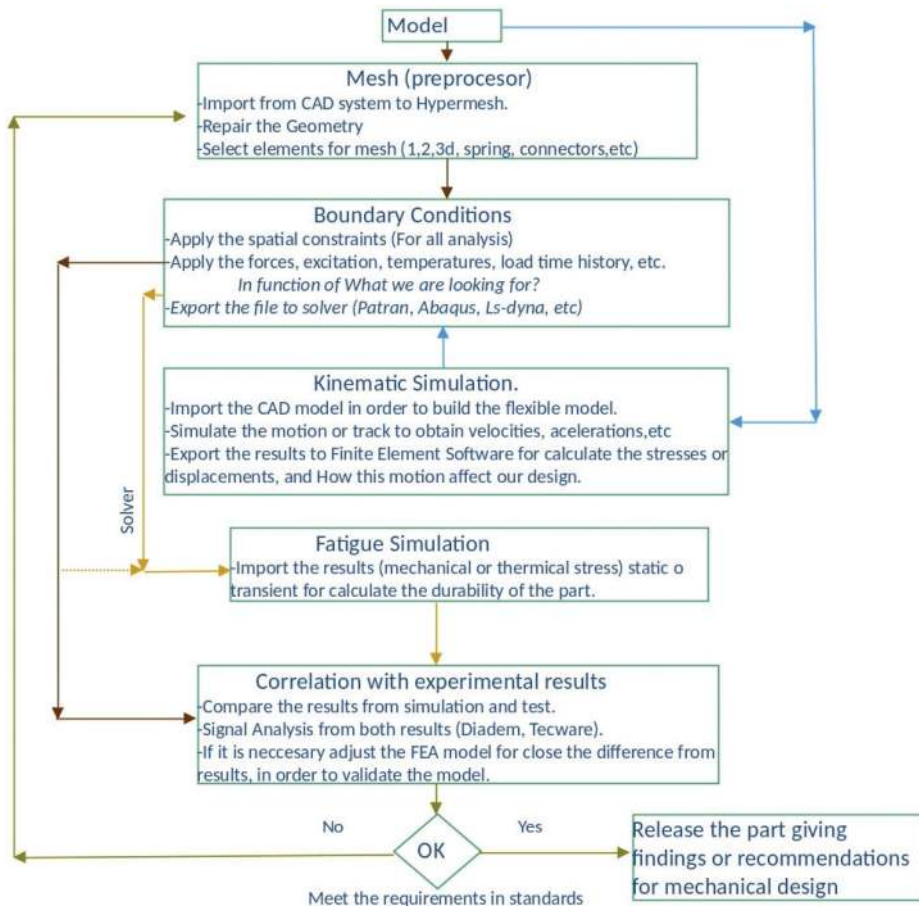 Model
Mesh (preprocesor)
-Import from CAD system to Hypermesh.
-Repair the Geometry
-Select elements for mesh (1,2,3d, spring, connectors,etc)
Boundary Conditions
-Apply the spatial constraints (For all analysis)
-Apply the forces, excitation, temperatures, load time history, etc.
In function of What we are looking for?
-Export the file to solver (Patran, Abaqus, Ls-dyna, etc)
Kinematic Simulation.
-Import the CAD model in order to build the flexible model.
-Simulate the motion or track to obtain velocities, acelerations,etc
-Export the results to Finite Element Software for calculate the stresses or
displacements, and How this motion affect our design.
Solver
Fatigue Simulation
-Import the results (mechanical or thermical stress) static o
transient for calculate the durability of the part.
Correlation with experimental results
-Compare the results from simulation and test.
-Signal Analysis from both results (Diadem, Tecware).
-If it is neccesary adjust the FEA model for close the difference from
results, in order to validate the model.
No
Yes
OK
Release the part giving
findings or recommendations
for mechanical design
Meet the requirements in standards